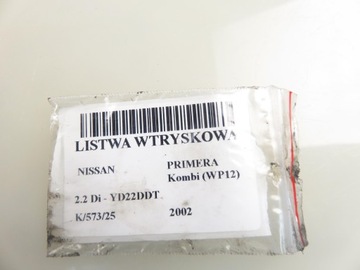 LISTWA WTRYSKOWA
NISSAN PRIMERA
Kombi (WP12)
2.2 Di - YD22DDT
K/573/25 2002